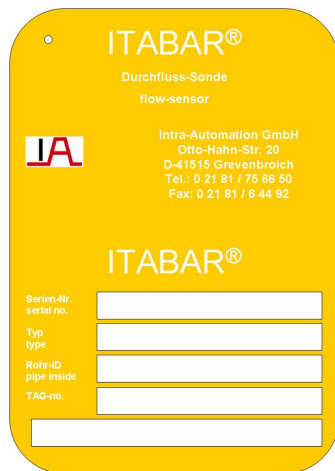 ITABAR®
Durchfluss-Sonde
flow-sensor
IA
Intra-Automation GmbH
Otto-Hahn-Str. 20
D-41515 Grevenbroich
Tel.: 0 21 81 / 75 66 50
Fax: 0 21 81 / 6 44 92
ITABAR®
Serien-Nr.
serial no.
Typ
type
Rohr-ID
pipe inside
TAG-no.